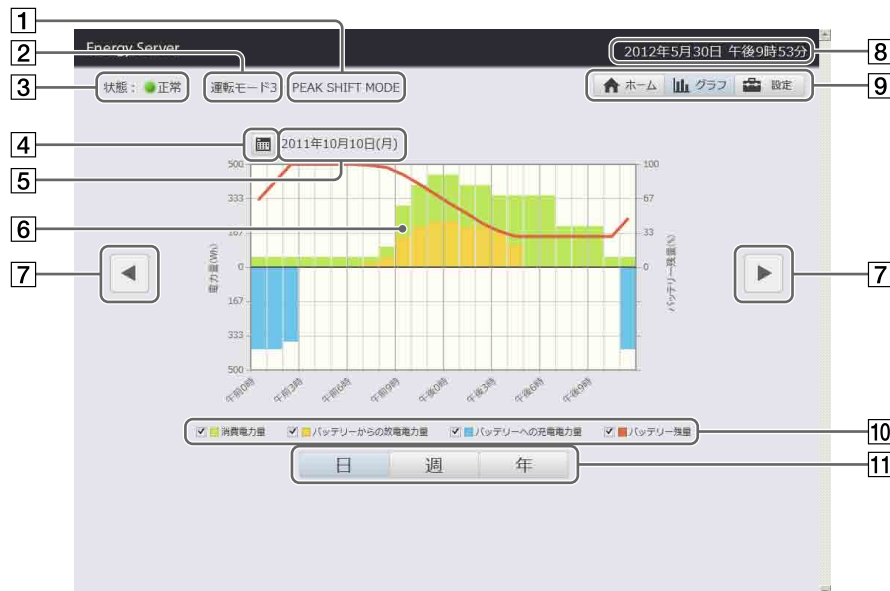 1
2
3
4
5
6
7
Energy Server
2012年5月30日 午後9時53分
8
状態： 正常
運転モード3
PEAK SHIFT MODE
ホーム
グラフ
設定
9
2011年10月10日(月)
500
333
167
0
167
333
500
電力量(Wh)
100
67
33
0
バッテリー残量(%)
7
午前0時
午前3時
午前6時
午前9時
午後0時
午後3時
午後6時
午後9時
消費電力量
バッテリーからの放電電力量
バッテリーへの充電電力量
バッテリー残量
10
日
週
年
11